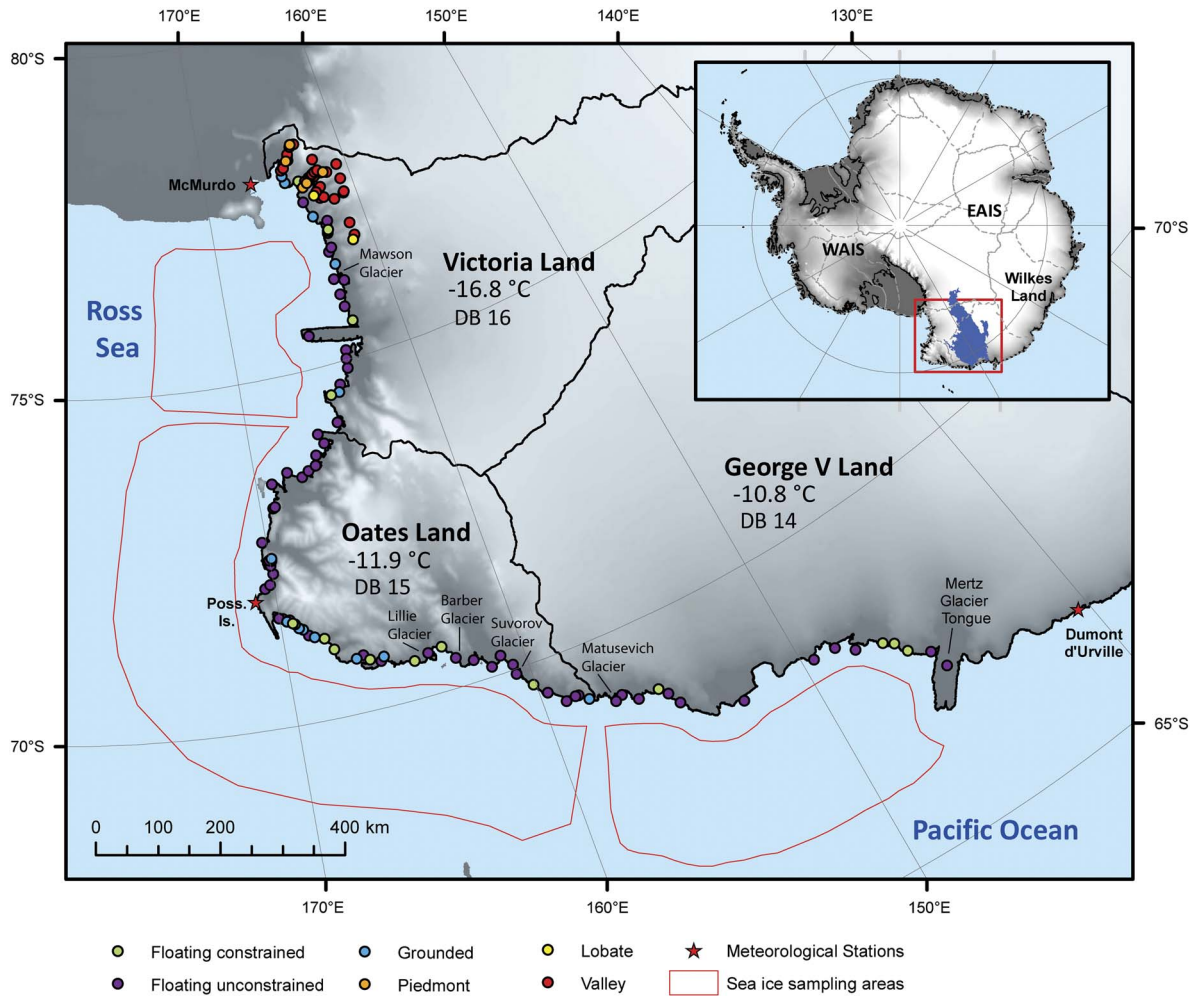 170°E 160°E 150°E 140°E 130°E
80°S
McMurdo
EAIS
WAIS
70°S
Mawson
Glacier
Victoria Land
-16.8 °C
DB 16
Wilkes
Land
Ross
Sea
75°S
George V Land
-10.8 °C
DB 14
Oates Land
-11.9 °C
DB 15
Poss.
Is.
Lillie
Glacier
Barber
Glacier
Suvorov
Glacier
Matusevich
Glacier
Mertz
Glacier
Tongue
Dumont
d'Urville
70°S
65°S
0 100 200 400 km
Pacific Ocean
170°E 160°E 150°E
Floating constrained Grounded Lobate Meteorological Stations
Floating unconstrained Piedmont Valley Sea ice sampling areas